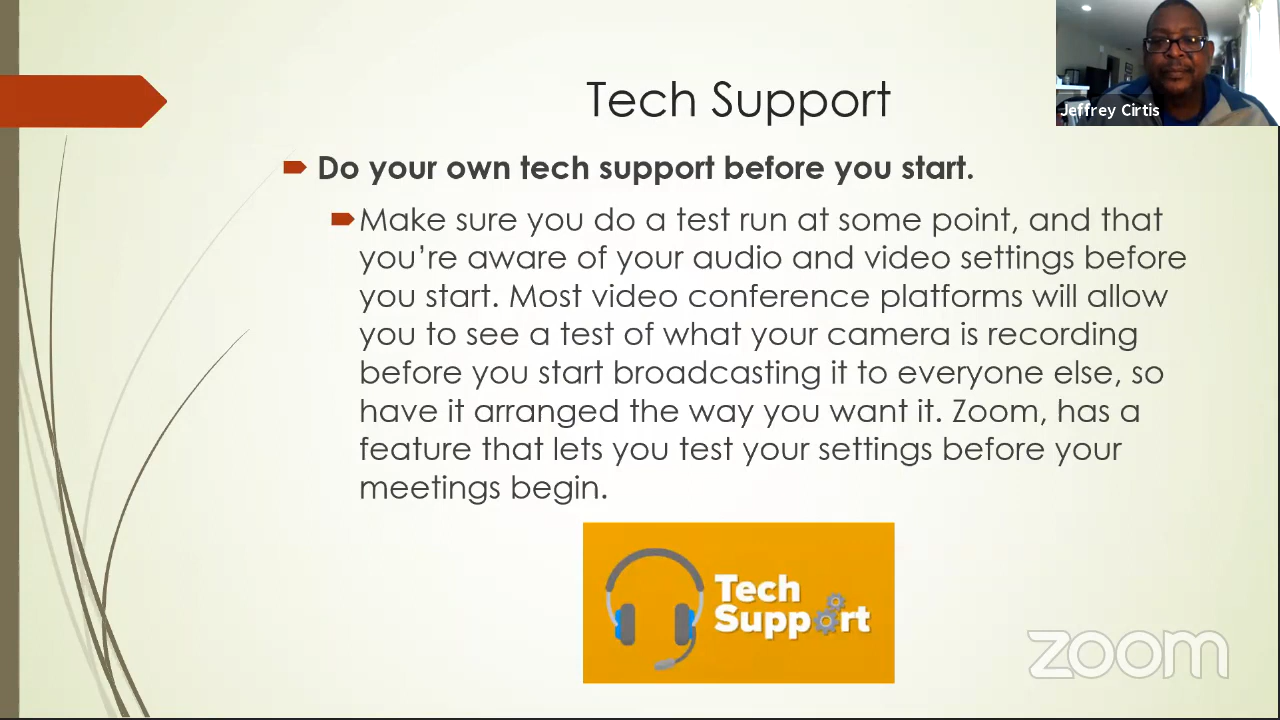 Tech Support
Jeffrey Cirtis
Do your own tech support before you start.
Make sure you do a test run at some point, and that
you’re aware of your audio and video settings before
you start. Most video conference platforms will allow
you to see a test of what your camera is recording
before you start broadcasting it to everyone else, so
have it arranged the way you want it. Zoom, has a
feature that lets you test your settings before your
meetings begin.
Tech
Support
zoom